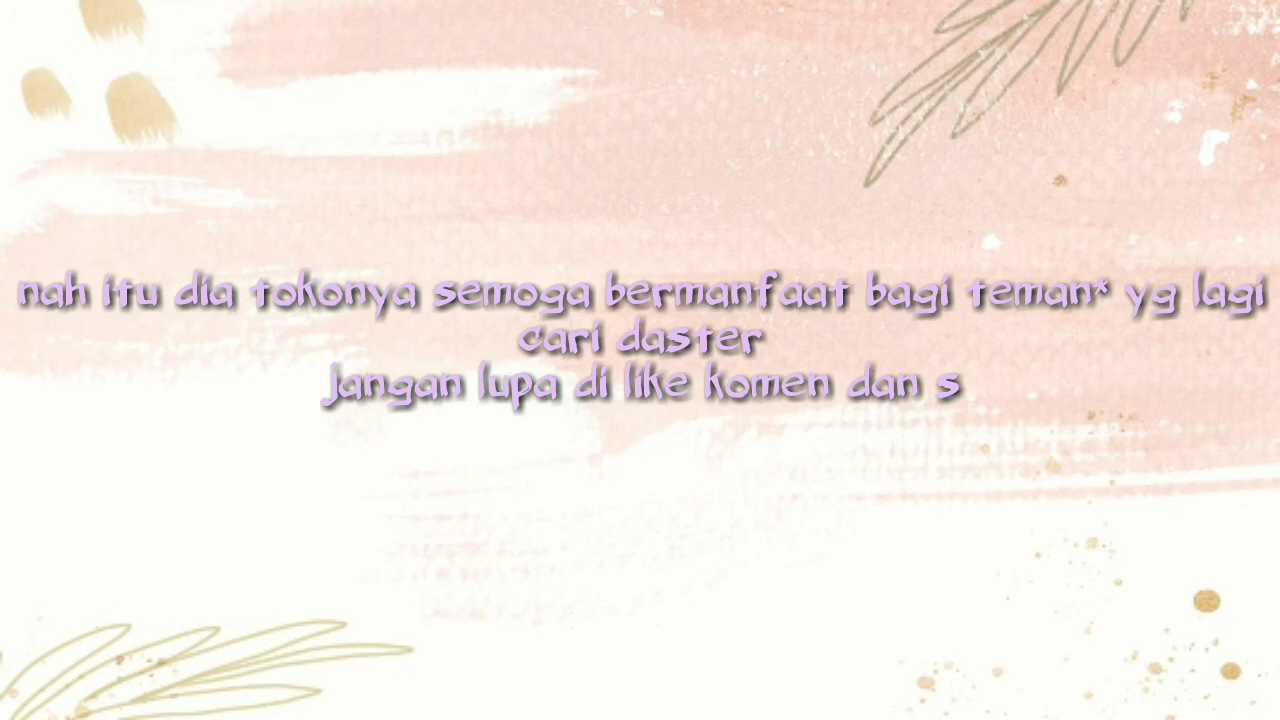 nah itu dia tokonya semoga bermanfaat bagi teman* yg lagi
cari daster
jangan lupa di like komen dan s